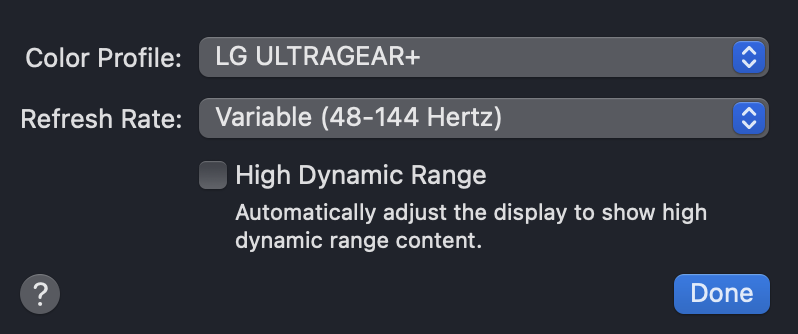 Color Profile: LG ULTRAGEAR+
Refresh Rate: Variable (48-144 Hertz)
High Dynamic Range
Automatically adjust the display to show high
dynamic range content.
? Done